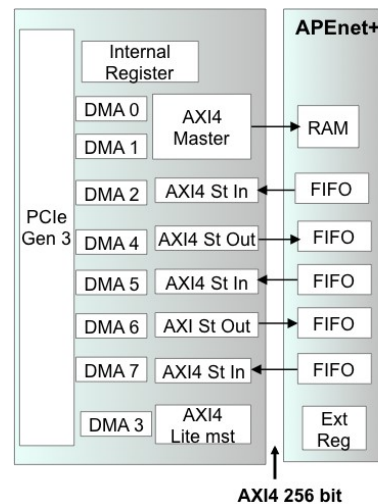 APEnet+
Internal
Register
PCIe
Gen 3
DMA 0
DMA 1
AXI4
Master
RAM
DMA 2
AXI4 St In
FIFO
DMA 4
AXI4 St Out
FIFO
DMA 5
AXI4 St In
FIFO
DMA 6
AXI St Out
FIFO
DMA 7
AXI4 St In
FIFO
DMA 3
AXI4
Lite mst
Ext
Reg
AXI4 256 bit